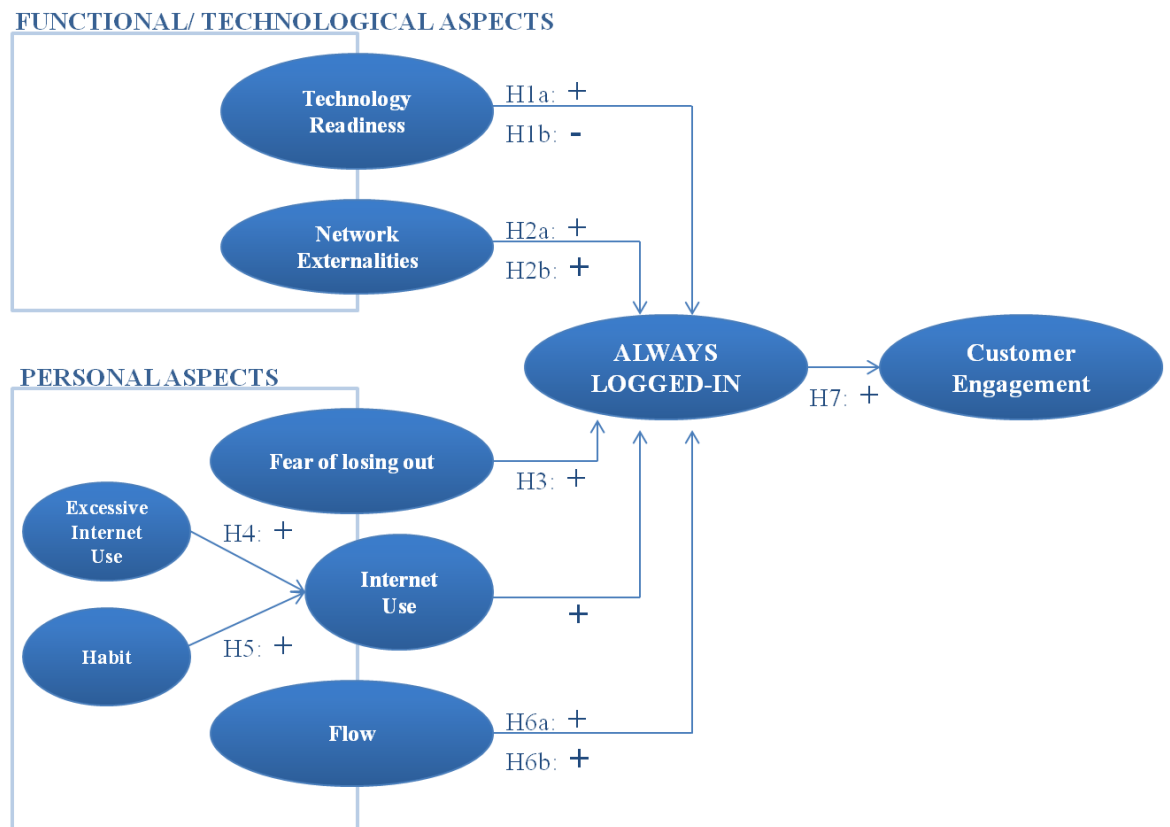 FUNCTIONAL/ TECHNOLOGICAL ASPECTS
Technology
Readiness
H1a: +
H1b: -
Network
Externalities
H2a: +
H2b: +
ALWAYS
LOGGED-IN
Customer
Engagement
H7: +
PERSONAL ASPECTS
Fear of losing out
H3: +
Excessive
Internet
Use
H4: +
Internet
Use
+
Habit
H5: +
Flow
H6a: +
H6b: +